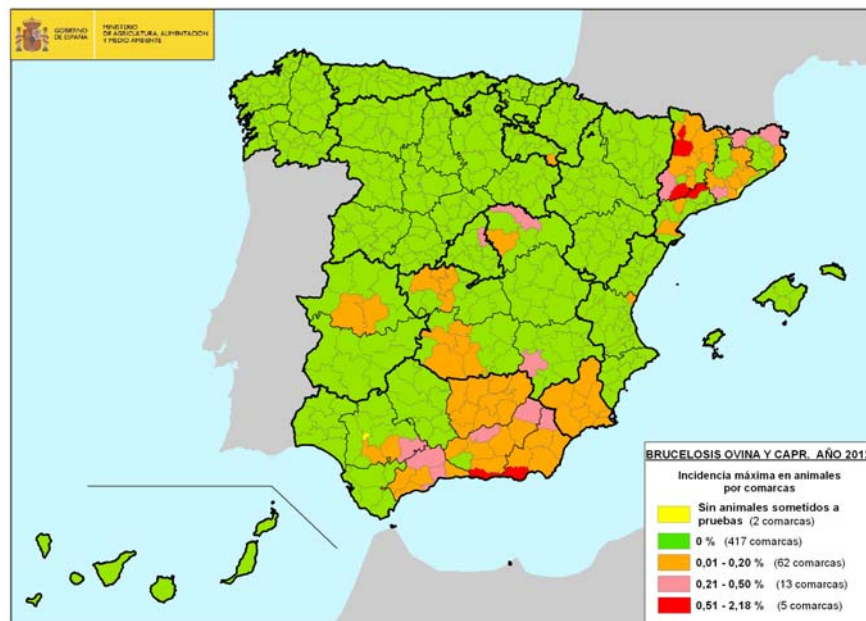 GOBIERNO
DE ESPAÑA
MINISTERIO
DE AGRICULTURA, ALIMENTACIÓN
Y MEDIO AMBIENTE
BRUCELOSIS OVINA Y CAPR. AÑO 201
Incidencia máxima en animales
por comarcas
Sin animales sometidos a
pruebas (2 comarcas)
0 % (417 comarcas)
0,01 - 0,20 % (62 comarcas)
0,21 - 0,50 % (13 comarcas)
0,51 - 2,18 % (5 comarcas)